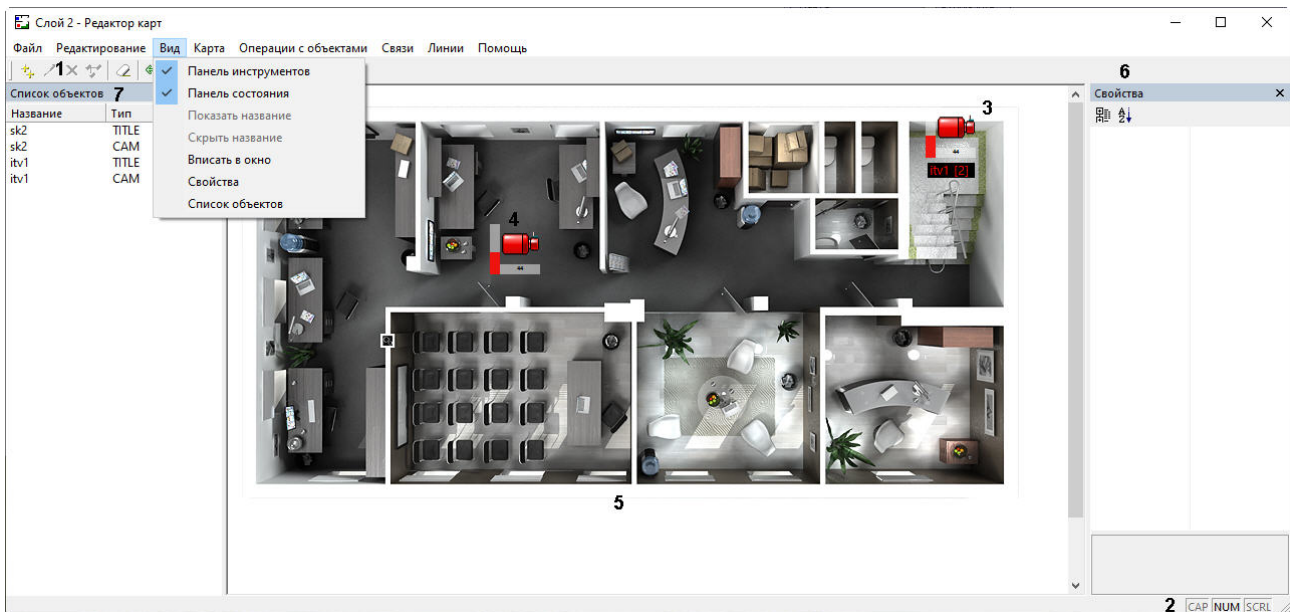 Слой 2 - Редактор карт
Файл Редактирование Вид Карта Операции с объектами Связи Линии Помощь
1
Панель инструментов
Панель состояния
Показать название
Скрыть название
Вписать в окно
Свойства
Список объектов
Список объектов 7
Название Тип
sk2 TITLE
sk2 CAM
itv1 TITLE
itv1 CAM
3
itv1 [2]
4
5
6
Свойства
2 CAP NUM SCRL